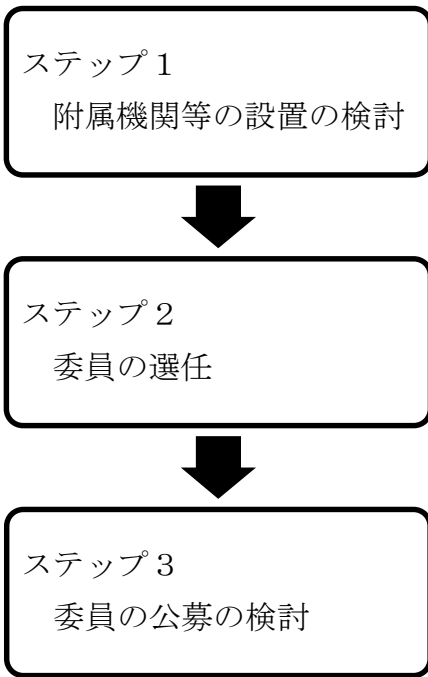 ステップ１
附属機関等の設置の検討
ステップ２
委員の選任
ステップ３
委員の公募の検討